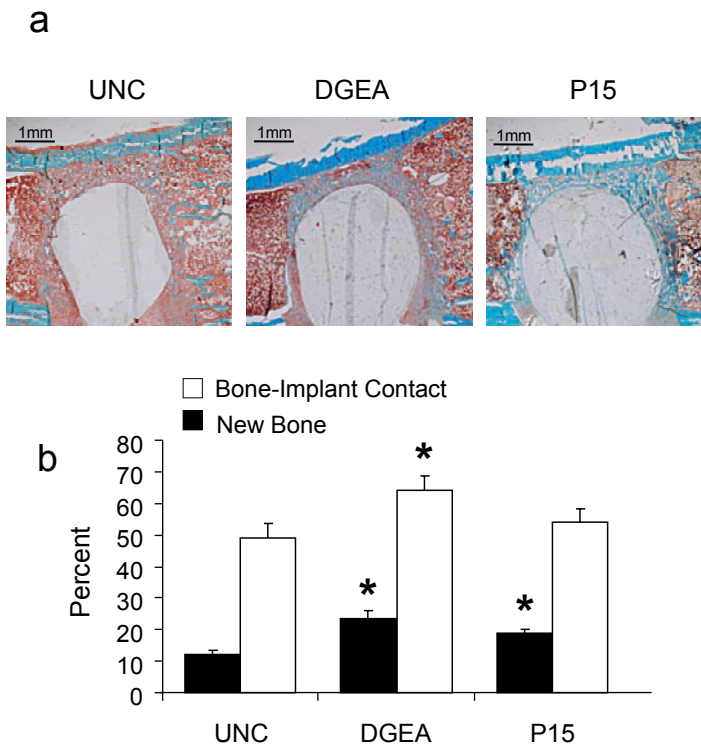 a
UNC DGEA P15
1mm 1mm 1mm
Bone-Implant Contact
New Bone
b
80
70
60
50
40
30
20
10
0
Percent
* * *
UNC DGEA P15